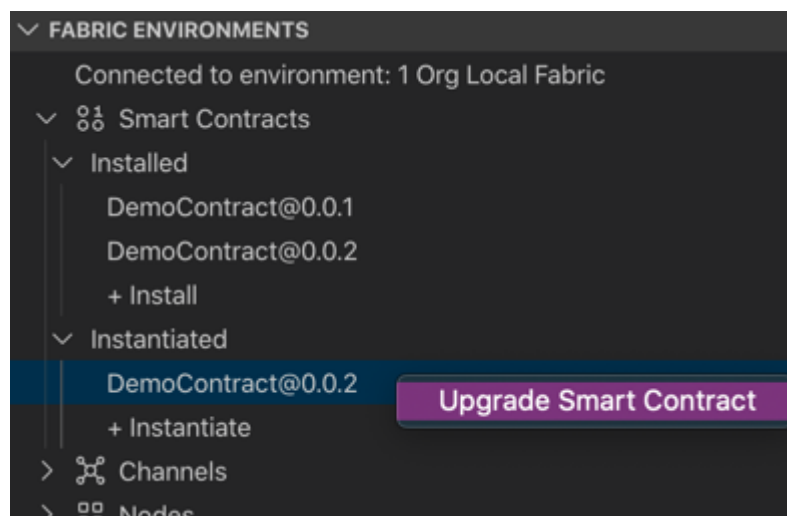 FABRIC ENVIRONMENTS
Connected to environment: 1 Org Local Fabric
Smart Contracts
Installed
DemoContract@0.0.1
DemoContract@0.0.2
+ Install
Instantiated
DemoContract@0.0.2
Upgrade Smart Contract
+ Instantiate
Channels
Nodes